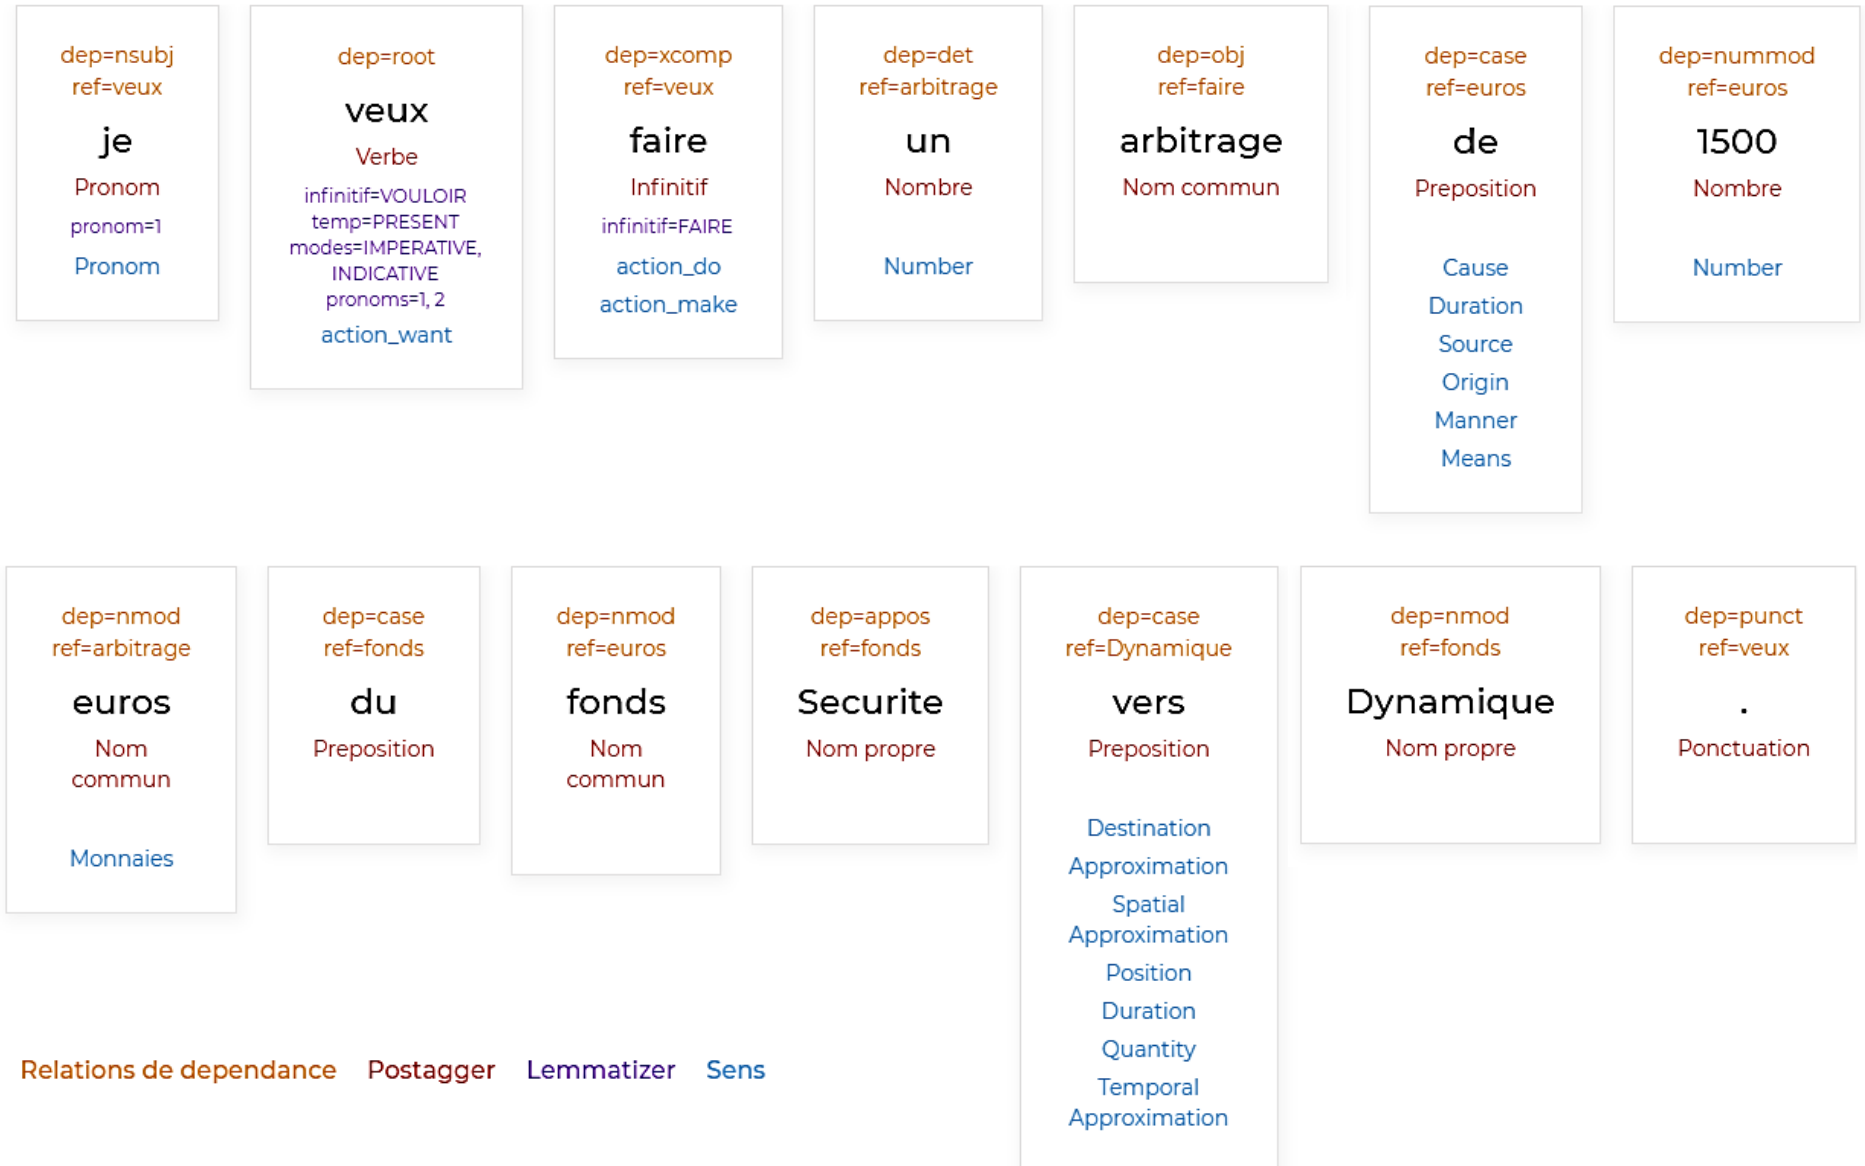 dep=nsubj
ref=veux
je
Pronom
pronom=1
Pronom
dep=root
veux
Verbe
infinitif=VOULOIR
temp=PRESENT
modes=IMPERATIVE,
INDICATIVE
pronoms=1, 2
action_want
dep=xcomp
ref=veux
faire
Infinitif
infinitif=FAIRE
action_do
action_make
dep=det
ref=arbitrage
un
Nombre
Number
dep=obj
ref=faire
arbitrage
Nom commun
dep=case
ref=euros
de
Preposition
Cause
Duration
Source
Origin
Manner
Means
dep=nummod
ref=euros
1500
Nombre
Number
dep=nmod
ref=arbitrage
euros
Nom
commun
Monnaies
dep=case
ref=fonds
du
Preposition
dep=nmod
ref=euros
fonds
Nom
commun
dep=appos
ref=fonds
Securite
Nom propre
dep=case
ref=Dynamique
vers
Preposition
Destination
Approximation
Spatial
Approximation
Position
Duration
Quantity
Temporal
Approximation
dep=nmod
ref=fonds
Dynamique
Nom propre
dep=punct
ref=veux
.
Ponctuation
Relations de dependance Postagger Lemmatizer Sens